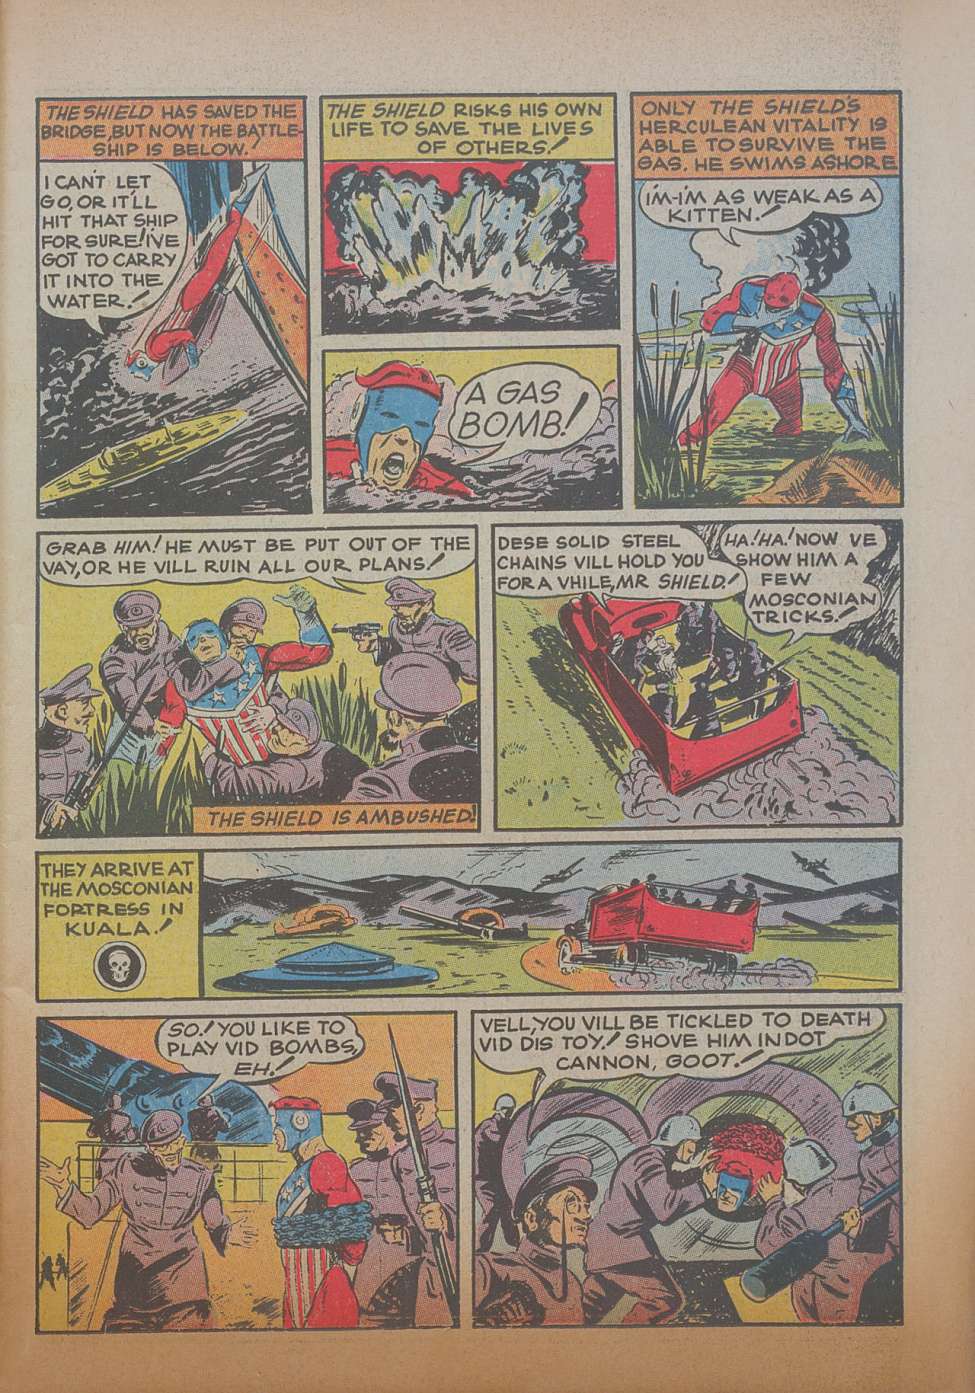 THE SHIELD HAS SAVED THE
BRIDGE, BUT NOW THE BATTLE-
SHIP IS BELOW!
I CAN'T LET
GO, OR IT'LL
HIT THAT SHIP
FOR SURE! I'VE
GOT TO CARRY
IT INTO THE
WATER!
THE SHIELD RISKS HIS OWN
LIFE TO SAVE THE LIVES
OF OTHERS!
A GAS
BOMB!
ONLY THE SHIELD'S
HERCULEAN VITALITY IS
ABLE TO SURVIVE THE
GAS. HE SWIMS ASHORE
I'M-I'M AS WEAK AS A
KITTEN!
GRAB HIM! HE MUST BE PUT OUT OF THE
VAY, OR HE VILL RUIN ALL OUR PLANS!
THE SHIELD IS AMBUSHED!
DESE SOLID STEEL
CHAINS VILL HOLD YOU
FOR A VHILE, MR SHIELD!
HA! HA! NOW VE
SHOW HIM A
FEW
MOSCONIAN
TRICKS!
THEY ARRIVE AT
THE MOSCONIAN
FORTRESS IN
KUALA!
SO! YOU LIKE TO
PLAY VID BOMBS,
EH!
VELL, YOU VILL BE TICKLED TO DEATH
VID DIS TOY! SHOVE HIM IN DOT
CANNON, GOOT!